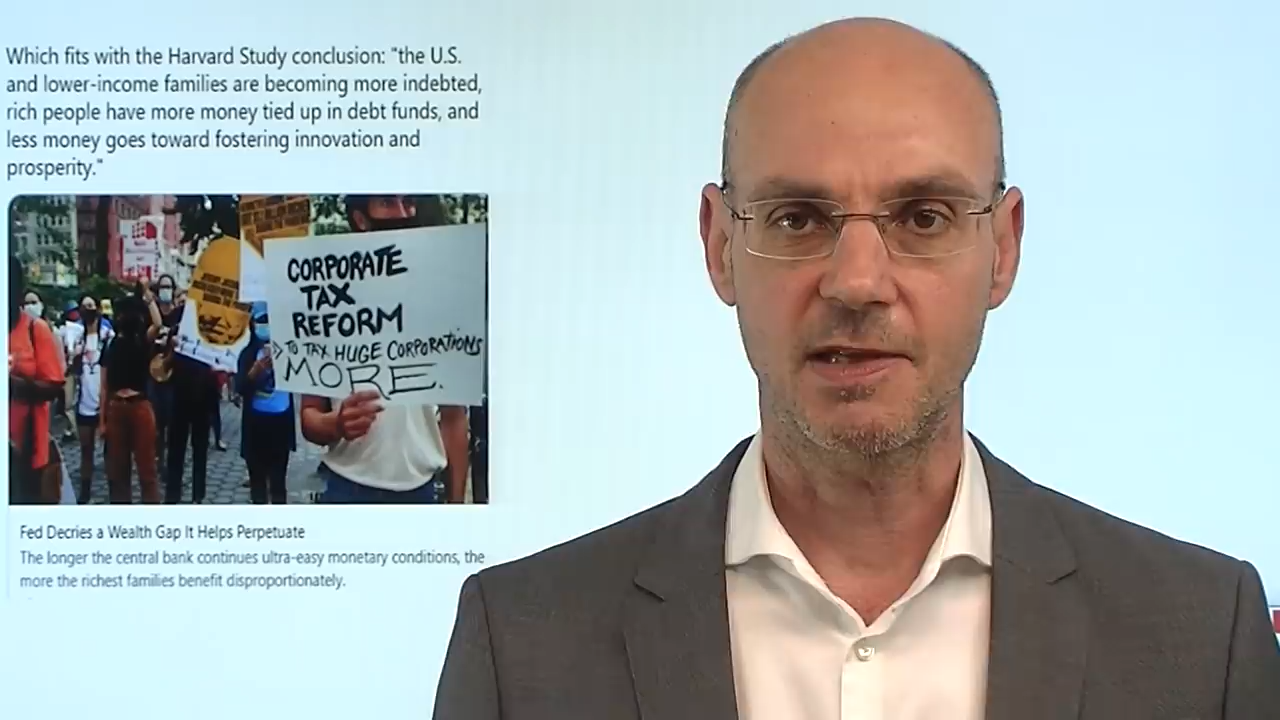 Which fits with the Harvard Study conclusion: "the U.S.
and lower-income families are becoming more indebted,
rich people have more money tied up in debt funds, and
less money goes toward fostering innovation and
prosperity."
CORPORATE
TAX
REFORM
TO TAX HUGE CORPORATIONS
MORE.
Fed Decries a Wealth Gap It Helps Perpetuate
The longer the central bank continues ultra-easy monetary conditions, the
more the richest families benefit disproportionately.